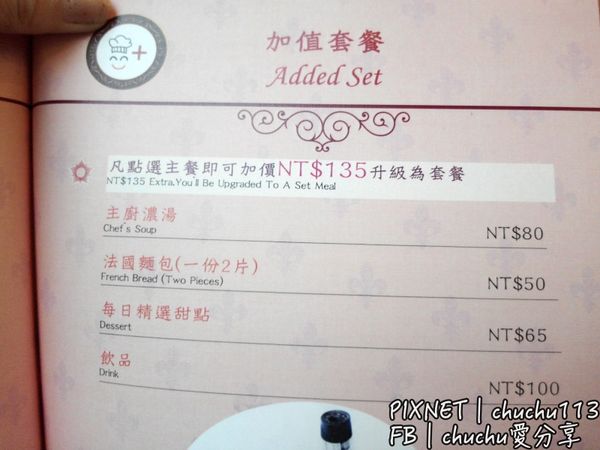 加值套餐
Added Set
凡點選主餐即可加價NT$135升級為套餐
NT$135 Extra.You'll Be Upgraded To A Set Meal
主廚濃湯
Chef's Soup
NT$80
法國麵包(一份2片)
French Bread (Two Pieces)
NT$50
每日精選甜點
Dessert
NT$65
飲品
Drink
NT$100
PIXNET | chuchu113
FB | chuchu愛分享